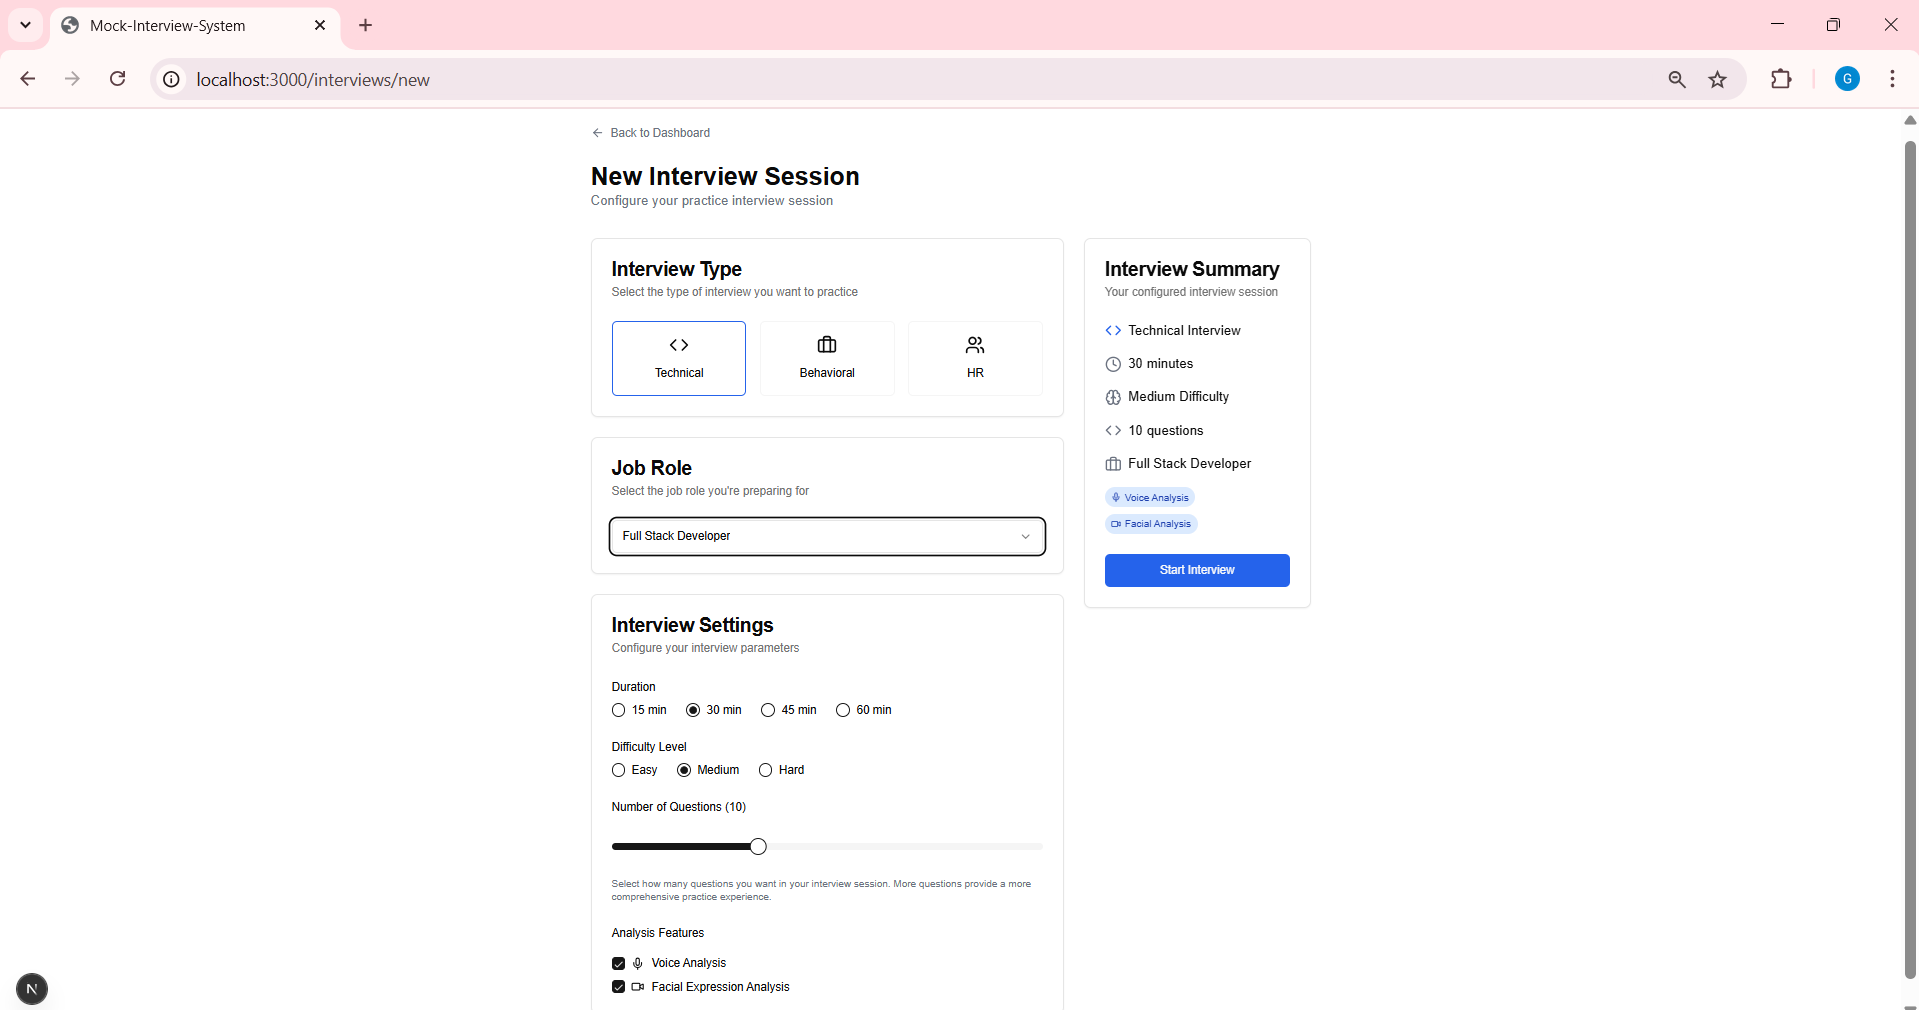 Mock-Interview-System
localhost:3000/interviews/new
G
Back to Dashboard
New Interview Session
Configure your practice interview session
Interview Type
Select the type of interview you want to practice
Technical
Behavioral
HR
Job Role
Select the job role you're preparing for
Full Stack Developer
Interview Settings
Configure your interview parameters
Duration
15 min
30 min
45 min
60 min
Difficulty Level
Easy
Medium
Hard
Number of Questions (10)
Select how many questions you want in your interview session. More questions provide a more
comprehensive practice experience.
Analysis Features
Voice Analysis
Facial Expression Analysis
Interview Summary
Your configured interview session
Technical Interview
30 minutes
Medium Difficulty
10 questions
Full Stack Developer
Voice Analysis
Facial Analysis
Start Interview
N